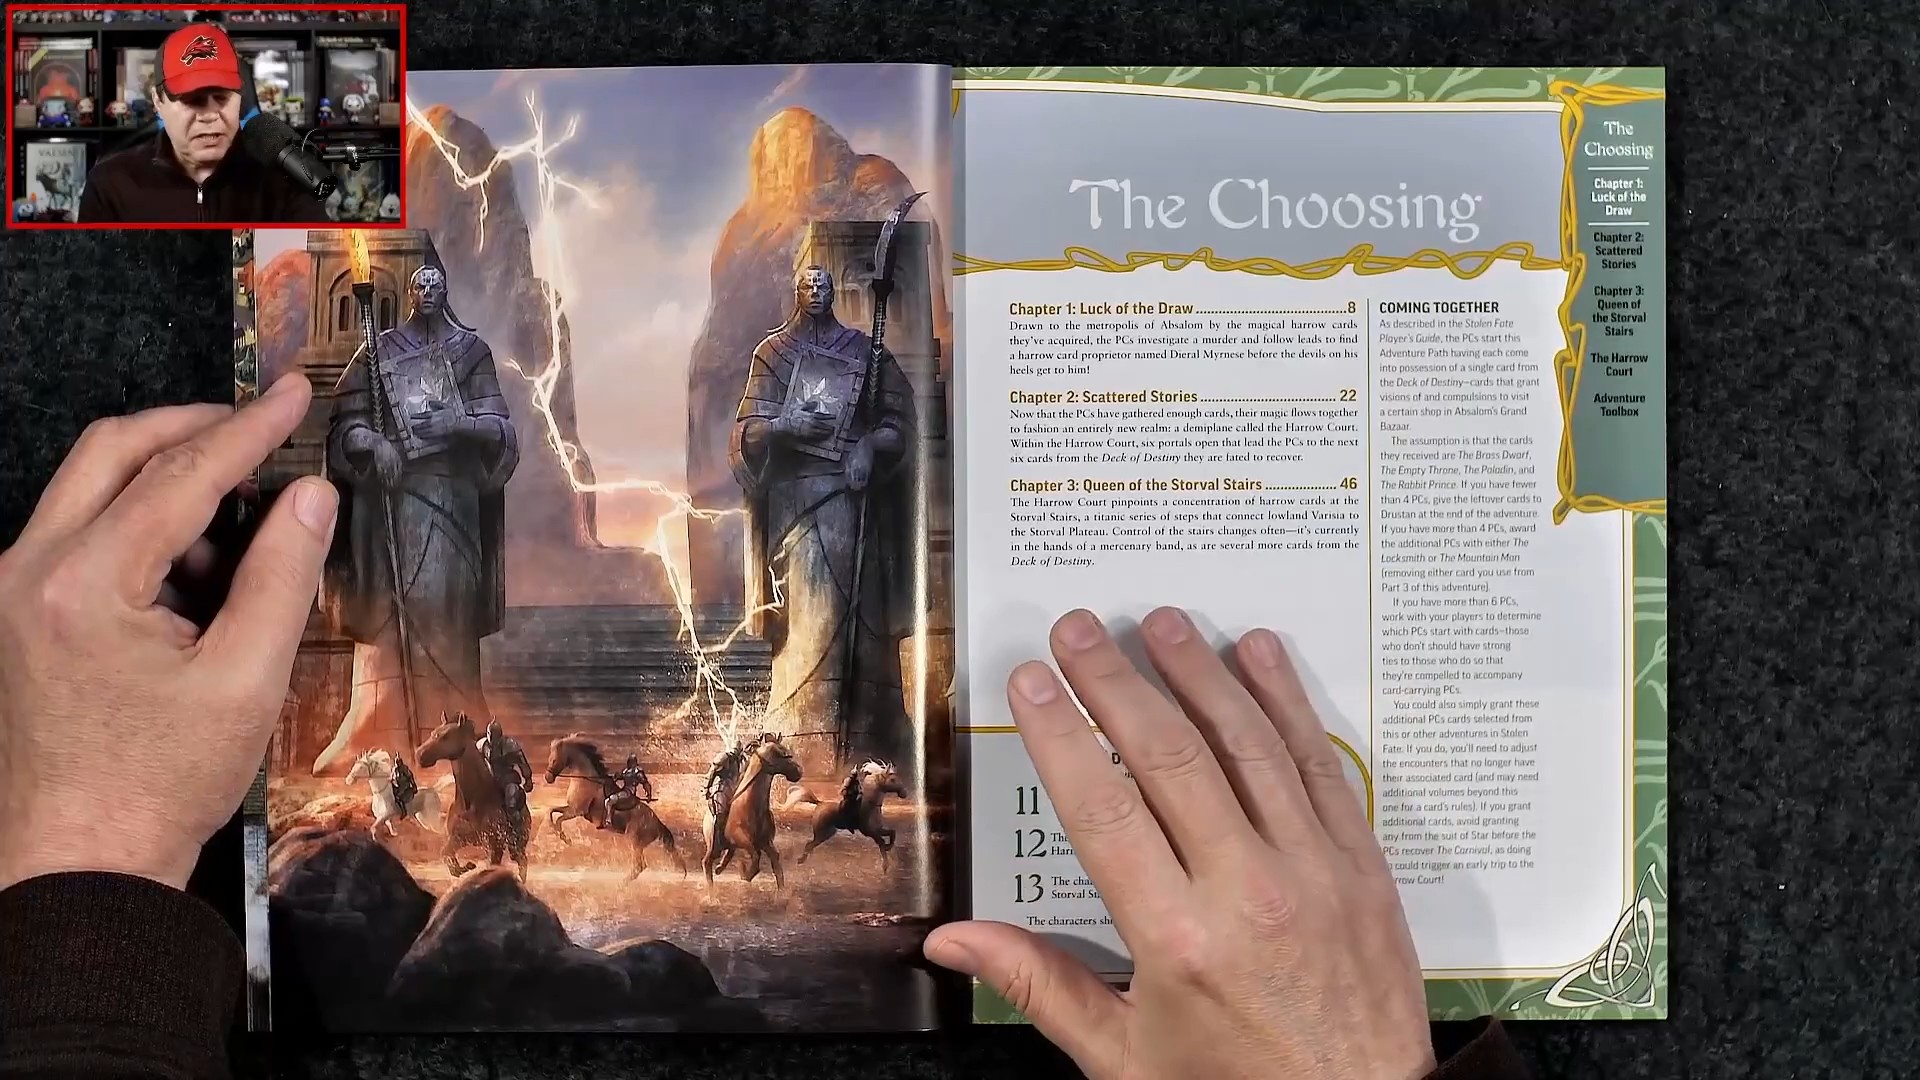 The Choosing
Chapter 1: Luck of the Draw 8
Drawn to the metropolis of Absalom by the magical harrow cards
they've acquired, the PCs investigate a murder and follow leads to find
a harrow card proprietor named Dieral Myrnese before the devils on his
heels get to him!
Chapter 2: Scattered Stories 22
Now that the PCs have gathered enough cards, their magic flows together
to fashion an entirely new realm: a demiplane called the Harrow Court.
Within the Harrow Court, six portals open that lead the PCs to the next
six cards from the Deck of Destiny they are fated to recover.
Chapter 3: Queen of the Storval Stairs 46
The Harrow Court pinpoints a concentration of harrow cards at the
Storval Stairs, a titanic series of steps that connect lowland Varisia to
the Storval Plateau. Control of the stairs changes often—it's currently
in the hands of a mercenary band, as are several more cards from the
Deck of Destiny.
11
12
13 The
Storval
The characters
COMING TOGETHER
As described in the Stolen Fate
Player's Guide, the PCs start this
Adventure Path having each come
into possession of a single card from
the Deck of Destiny—cards that grant
visions of and compulsions to visit
a certain shop in Absalom's Grand
Bazaar.
The assumption is that the cards
they received are The Brass Dwarf,
The Empty Throne, The Paladin, and
The Rabbit Prince. If you have fewer
than 4 PCs, give the leftover cards to
Drustan at the end of the adventure.
If you have more than 4 PCs, award
the additional PCs with either The
Locksmith or The Mountain Man
(removing either card you use from
Part 3 of this adventure).
If you have more than 6 PCs,
work with your players to determine
which PCs start with cards—those
who don't should have strong
ties to those who do so that
they're compelled to accompany
card-carrying PCs.
You could also simply grant these
additional PCs cards selected from
this or other adventures in Stolen
Fate. If you do, you'll need to adjust
the encounters that no longer have
their associated card (and may need
additional volumes beyond this
one for a card's rules). If you grant
additional cards, avoid granting
any from the suit of Star before the
PCs recover The Carnival, as doing
could trigger an early trip to the
Court!
The
Choosing
Chapter 1:
Luck of the
Draw
Chapter 2:
Scattered
Stories
Chapter 3:
Queen of
the Storval
Stairs
The Harrow
Court
Adventure
Toolbox